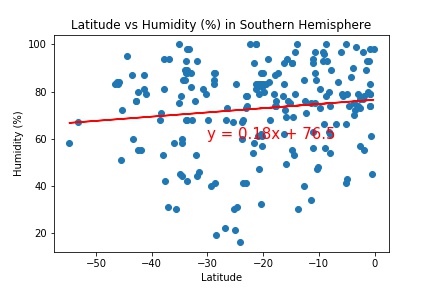 Latitude vs Humidity (%) in Southern Hemisphere
100
80
60
40
20
Humidity (%)
y = 0.18x + 76.5
−50
−40
−30
−20
−10
0
Latitude